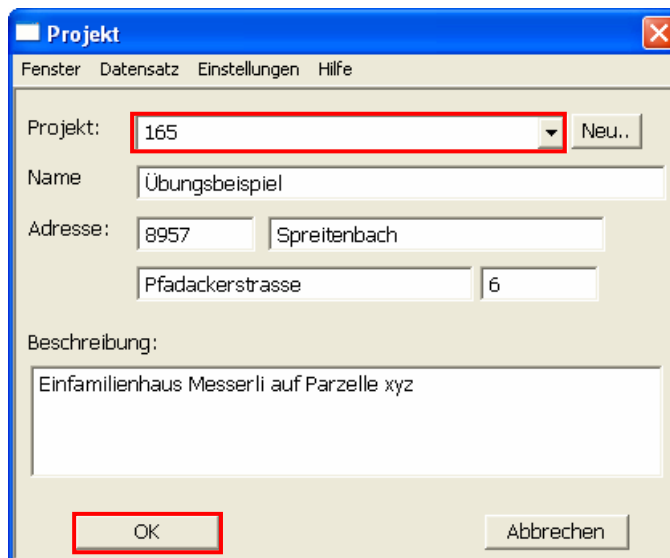 Projekt
Fenster Datensatz Einstellungen Hilfe
Projekt: 165 Neu..
Name Übungsbeispiel
Adresse: 8957 Spreitenbach
Pfadackerstrasse 6
Beschreibung:
Einfamilienhaus Messerli auf Parzelle xyz
OK Abbrechen